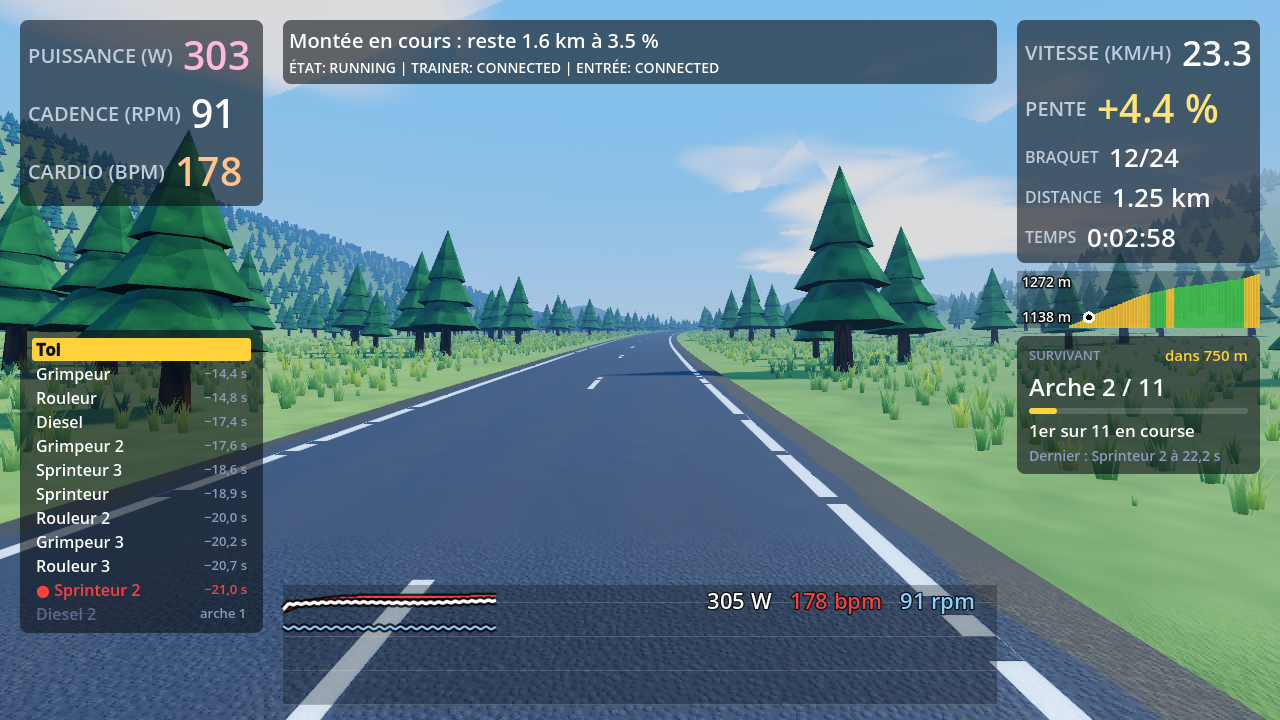 PUISSANCE (W) 303
CADENCE (RPM) 91
CARDIO (BPM) 178
Montée en cours : reste 1.6 km à 3.5 %
ÉTAT: RUNNING | TRAINER: CONNECTED | ENTRÉE: CONNECTED
VITESSE (KM/H) 23.3
PENTE +4.4 %
BRAQUET 12/24
DISTANCE 1.25 km
TEMPS 0:02:58
1272 m
1138 m
SURVIVANT dans 750 m
Arche 2 / 11
1er sur 11 en course
Dernier : Sprinteur 2 à 22,2 s
Toi
Grimpeur −14,4 s
Rouleur −14,8 s
Diesel −17,4 s
Grimpeur 2 −17,6 s
Sprinteur 3 −18,6 s
Sprinteur −18,9 s
Rouleur 2 −20,0 s
Grimpeur 3 −20,2 s
Rouleur 3 −20,7 s
Sprinteur 2 −21,0 s
Diesel 2 arche 1
305 W 178 bpm 91 rpm